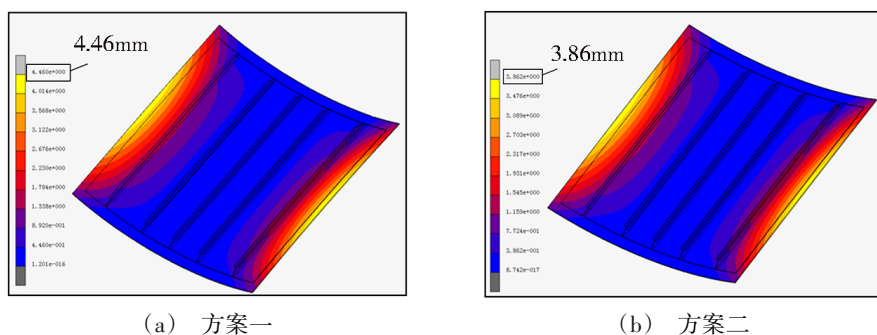 4.46mm
4.460e+000
4.014e+000
3.568e+000
3.122e+000
2.676e+000
2.230e+000
1.784e+000
1.338e+000
8.920e-001
4.460e-001
1.201e-016
(a) 方案一
3.86mm
3.862e+000
3.476e+000
3.089e+000
2.703e+000
2.317e+000
1.931e+000
1.545e+000
1.159e+000
7.724e-001
3.862e-001
8.742e-017
(b) 方案二